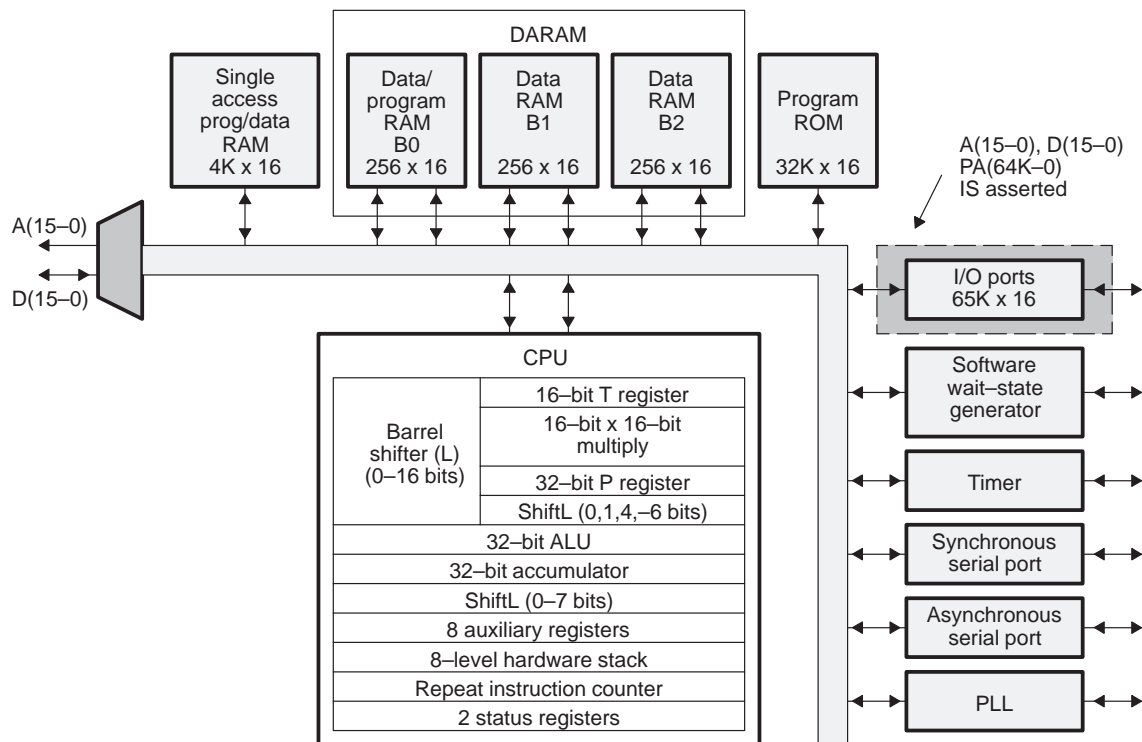 DARAM
Single
access
prog/data
RAM
4K x 16
Data/
program
RAM
B0
256 x 16
Data
RAM
B1
256 x 16
Data
RAM
B2
256 x 16
Program
ROM
32K x 16
A(15–0), D(15–0)
PA(64K–0)
IS asserted
A(15–0)
D(15–0)
I/O ports
65K x 16
CPU
Barrel
shifter (L)
(0–16 bits)
16-bit T register
16–bit x 16–bit
multiply
32–bit P register
ShiftL (0,1,4,–6 bits)
32–bit ALU
32–bit accumulator
ShiftL (0–7 bits)
8 auxiliary registers
8–level hardware stack
Repeat instruction counter
2 status registers
Software
wait–state
generator
Timer
Synchronous
serial port
Asynchronous
serial port
PLL